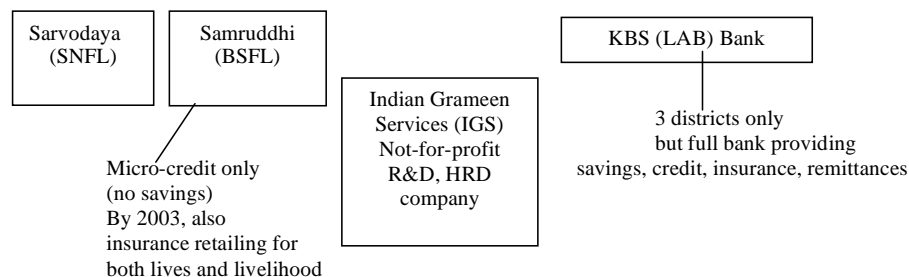 Sarvodaya
(SNFL)
Samruddhi
(BSFL)
KBS (LAB) Bank
Indian Grameen
Services (IGS)
Not-for-profit
R&D, HRD
company
3 districts only
but full bank providing
savings, credit, insurance, remittances
Micro-credit only
(no savings)
By 2003, also
insurance retailing for
both lives and livelihood